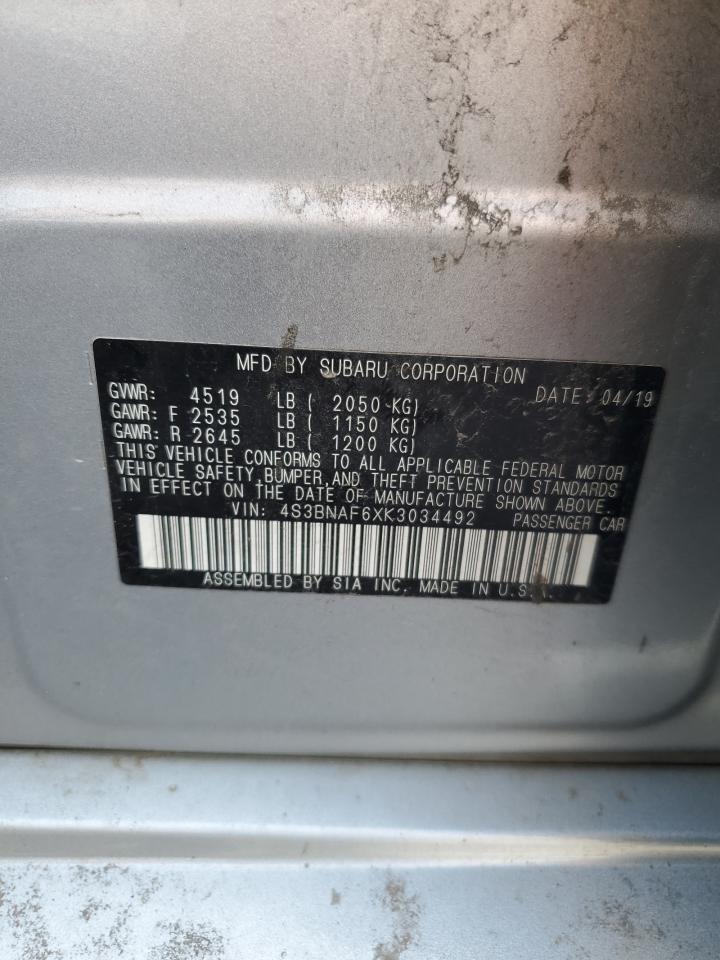 MFD BY SUBARU CORPORATION
DATE: 04/19
GVWR: 4519 LB ( 2050 KG)
GAWR: F 2535 LB ( 1150 KG)
GAWR: R 2645 LB ( 1200 KG)
THIS VEHICLE CONFORMS TO ALL APPLICABLE FEDERAL MOTOR
VEHICLE SAFETY,BUMPER,AND THEFT PREVENTION STANDARDS
IN EFFECT ON THE DATE OF MANUFACTURE SHOWN ABOVE.
VIN: 4S3BNAF6XK3034492 PASSENGER CAR
ASSEMBLED BY SIA INC. MADE IN U.S.A.